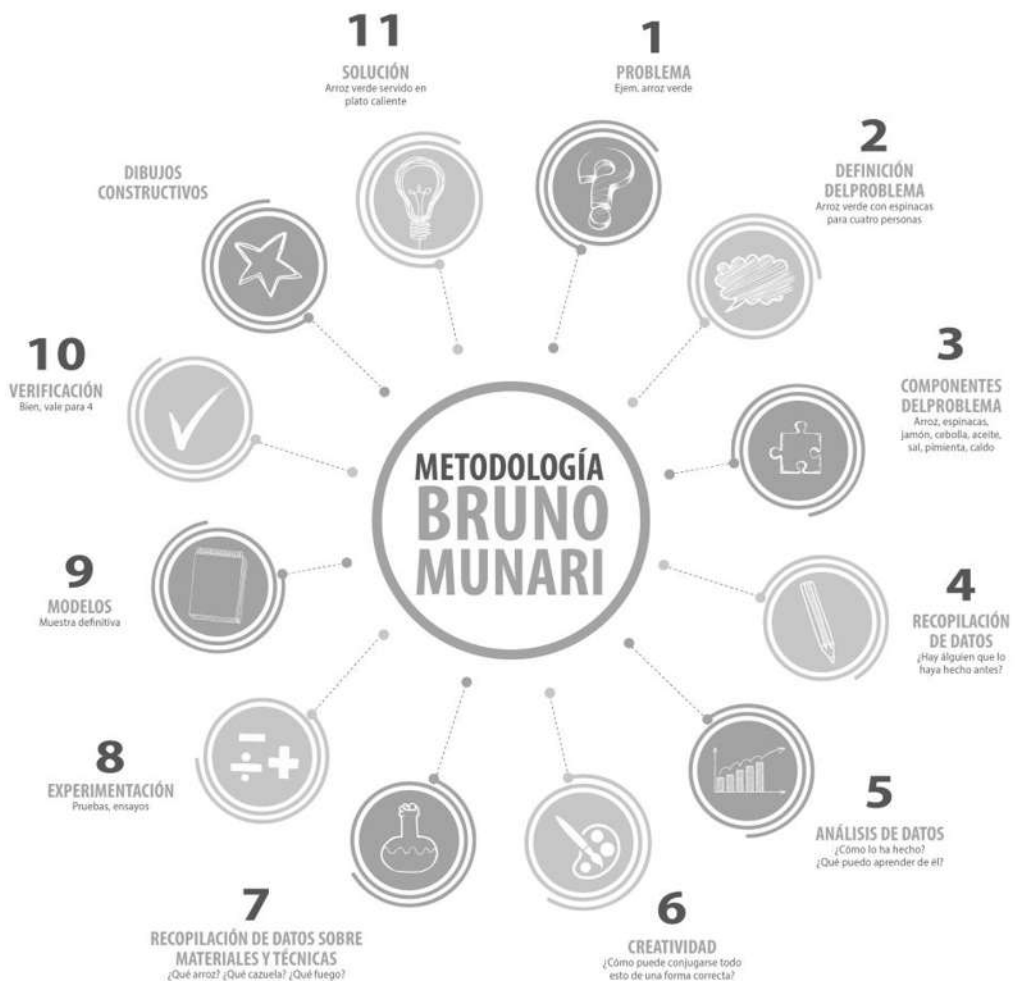 METODOLOGÍA
BRUNO
MUNARI
1
PROBLEMA
Ejem. arroz verde
2
DEFINICIÓN
DELPROBLEMA
Arroz verde con espinacas
para cuatro personas
3
COMPONENTES
DELPROBLEMA
Arroz, espinacas,
jamón, cebolla, aceite,
sal, pimienta, caldo
4
RECOPILACIÓN
DE DATOS
¿Hay álguien que lo
haya hecho antes?
5
ANÁLISIS DE DATOS
¿Cómo lo ha hecho?
¿Qué puedo aprender de él?
6
CREATIVIDAD
¿Cómo puede conjugarse todo
esto de una forma correcta?
7
RECOPILACIÓN DE DATOS SOBRE
MATERIALES Y TÉCNICAS
¿Qué arroz? ¿Qué cazuela? ¿Qué fuego?
8
EXPERIMENTACIÓN
Pruebas, ensayos
9
MODELOS
Muestra definitiva
10
VERIFICACIÓN
Bien, vale para 4
DIBUJOS
CONSTRUCTIVOS
11
SOLUCIÓN
Arroz verde servido en
plato caliente